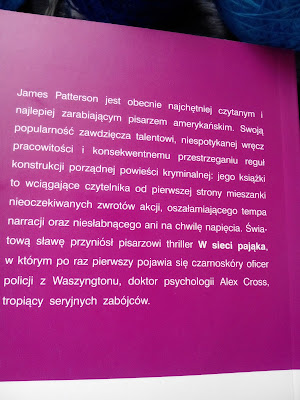 James Patterson jest obecnie najchętniej czytanym i
najlepiej zarabiającym pisarzem amerykańskim. Swoją
popularność zawdzięcza talentowi, niespotykanej wręcz
pracowitości i konsekwentnemu przestrzeganiu reguł
konstrukcji porządnej powieści kryminalnej: jego książki
to wciągające czytelnika od pierwszej strony mieszanki
nieoczekiwanych zwrotów akcji, oszałamiającego tempa
narracji oraz niesłabnącego ani na chwilę napięcia. Świa-
tową sławę przyniósł pisarzowi thriller W sieci pająka,
w którym po raz pierwszy pojawia się czarnoskóry oficer
policji z Waszyngtonu, doktor psychologii Alex Cross,
tropiący seryjnych zabójców.